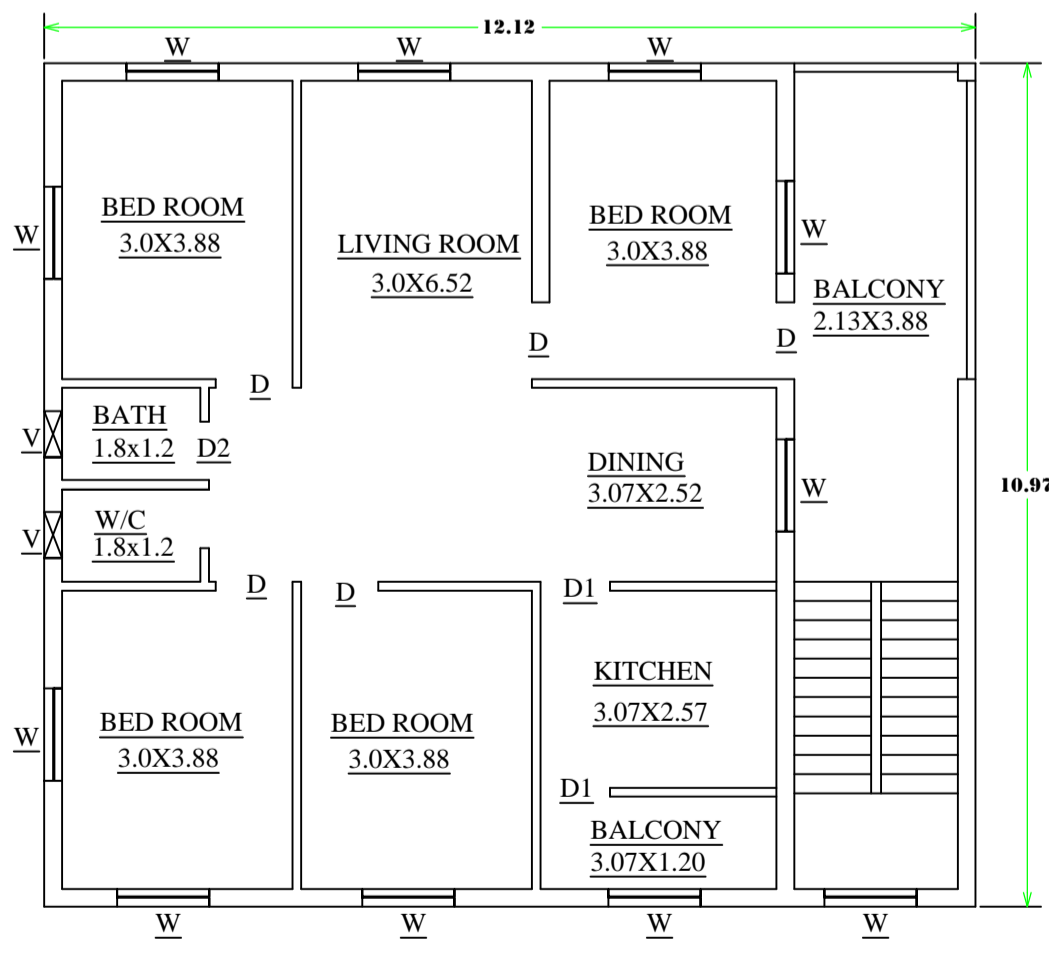 12.12
W W W
BED ROOM
3.0X3.88
LIVING ROOM
3.0X6.52
BED ROOM
3.0X3.88
W
W
BALCONY
2.13X3.88
D
D
D
BATH
1.8x1.2
V
D2
DINING
3.07X2.52
W
10.97
W/C
1.8x1.2
V
D
D
D1
KITCHEN
3.07X2.57
BED ROOM
3.0X3.88
BED ROOM
3.0X3.88
W
D1
BALCONY
3.07X1.20
W W W W